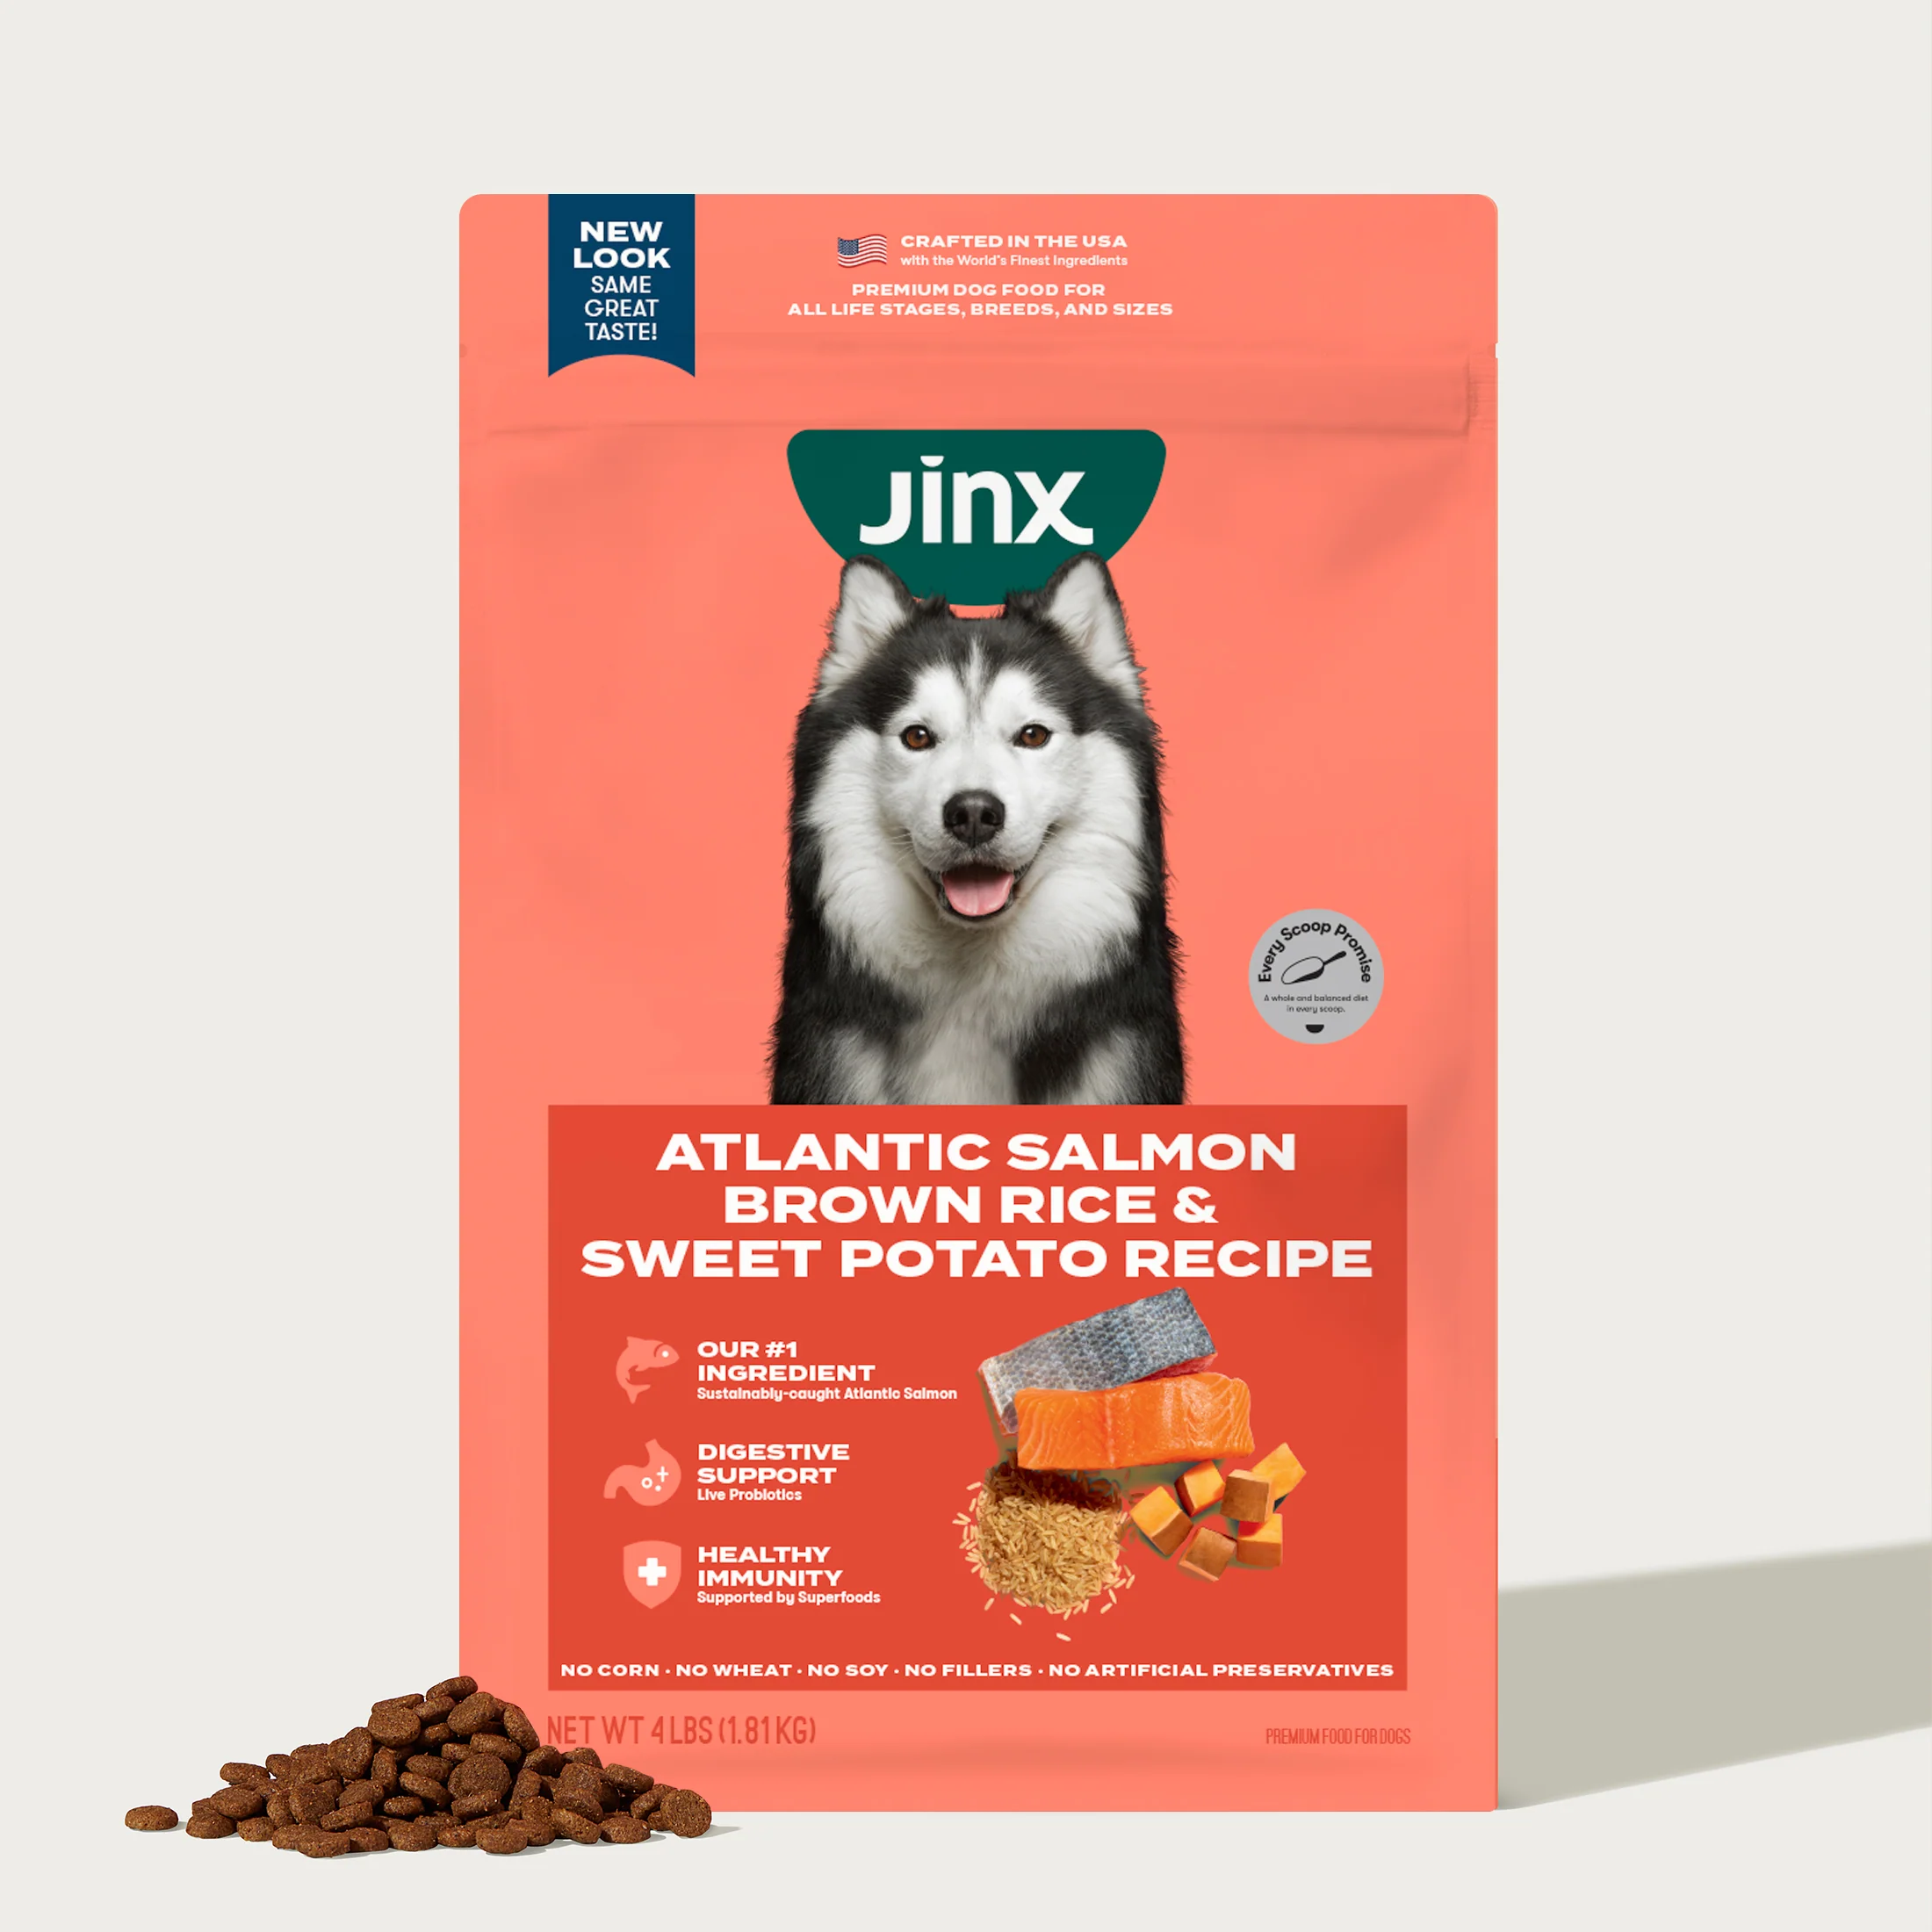 NEW
LOOK
SAME
GREAT
TASTE!
CRAFTED IN THE USA
with the World's Finest Ingredients
PREMIUM DOG FOOD FOR
ALL LIFE STAGES, BREEDS, AND SIZES
Jinx
Every Scoop Promise
A whole and balanced diet
in every scoop.
ATLANTIC SALMON
BROWN RICE &
SWEET POTATO RECIPE
OUR #1
INGREDIENT
Sustainably-caught Atlantic Salmon
DIGESTIVE
SUPPORT
Live Probiotics
HEALTHY
IMMUNITY
Supported by Superfoods
NO CORN · NO WHEAT · NO SOY · NO FILLERS · NO ARTIFICIAL PRESERVATIVES
NET WT 4 LBS (1.81 KG)
PREMIUM FOOD FOR DOGS